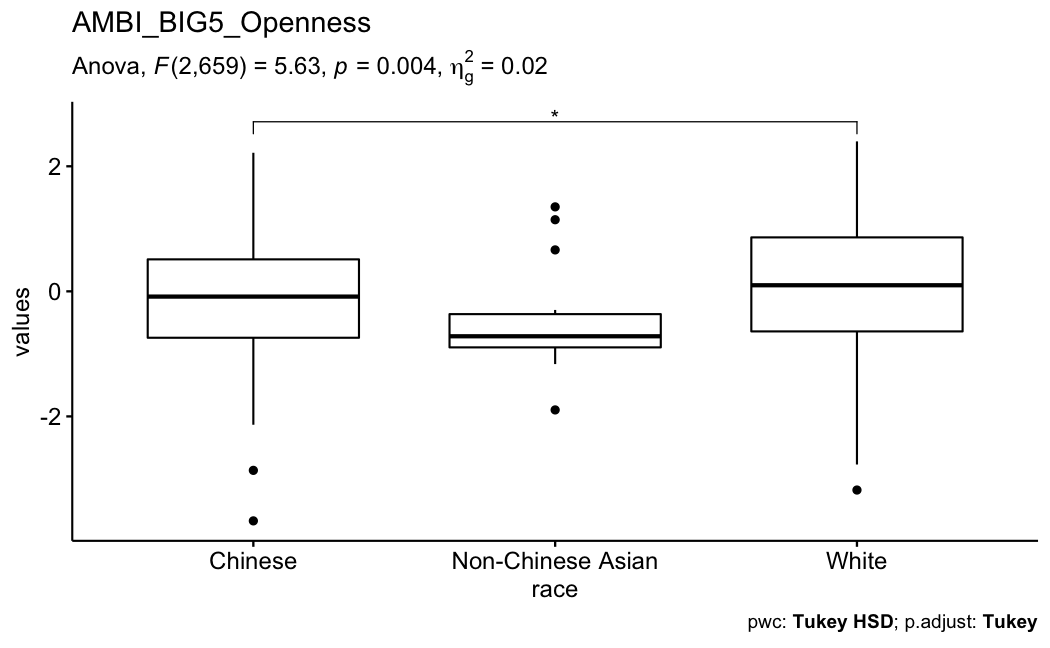 AMBI_BIG5_Openness
Anova, F(2,659) = 5.63, p = 0.004, η²g = 0.02
*
2
0
-2
values
Chinese Non-Chinese Asian White
race
pwc: Tukey HSD; p.adjust: Tukey